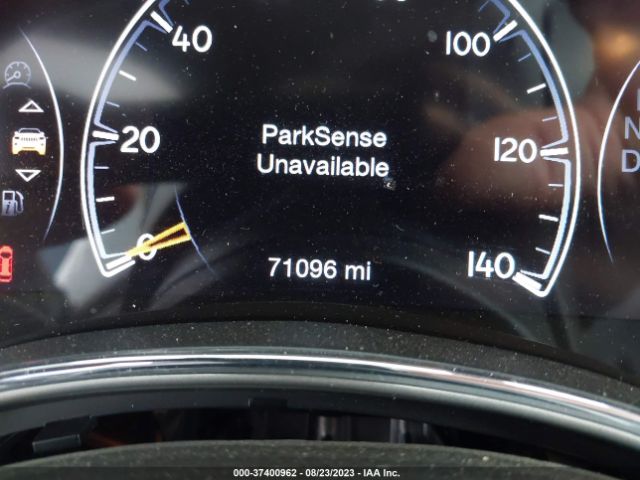 40
100
20
ParkSense
Unavailable
120
N
D
0
71096 mi
140
000-37400962 - 08/23/2023 - IAA Inc.